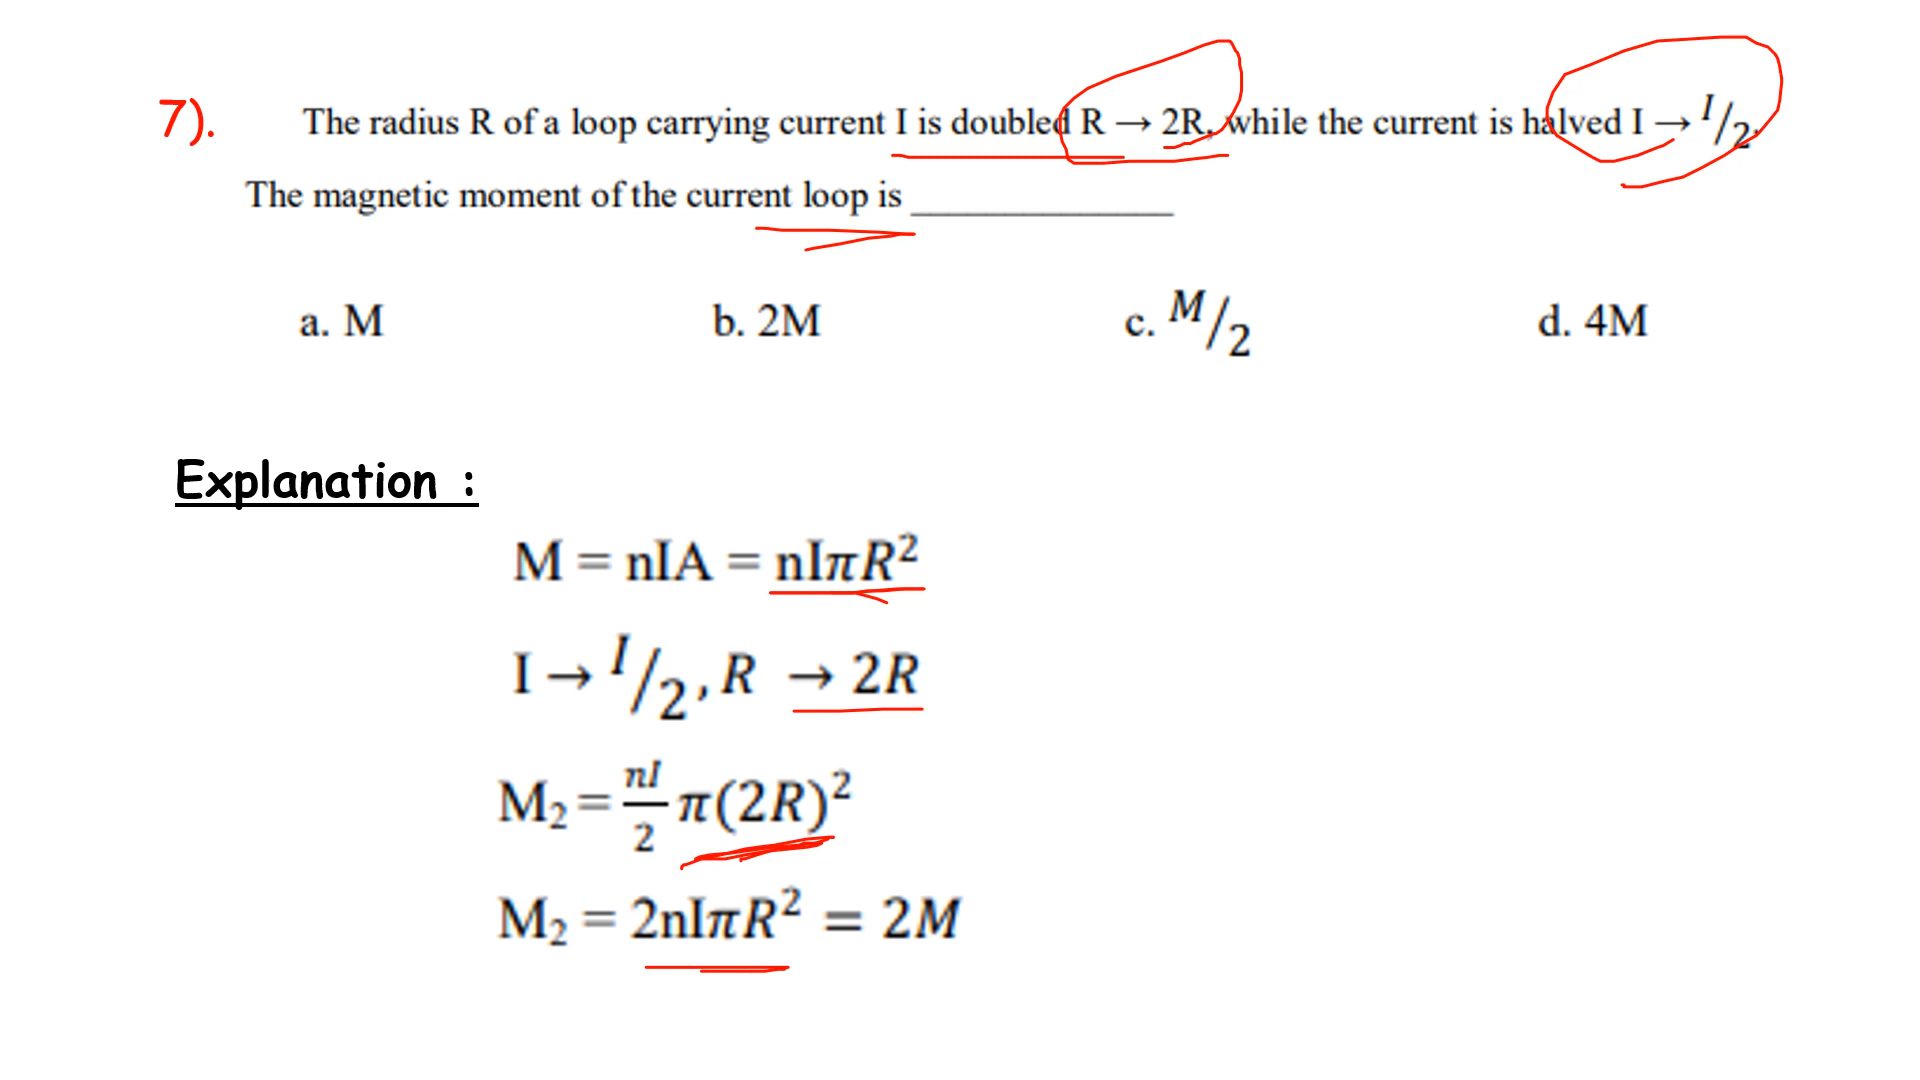 7).
The radius R of a loop carrying current I is doubled R → 2R, while the current is halved I → I/2.
The magnetic moment of the current loop is ______________
a. M b. 2M c. M/2 d. 4M
Explanation :
M = nIA = nIπR²
I → I/2, R → 2R
M₂ = nI/2 π(2R)²
M₂ = 2nIπR² = 2M